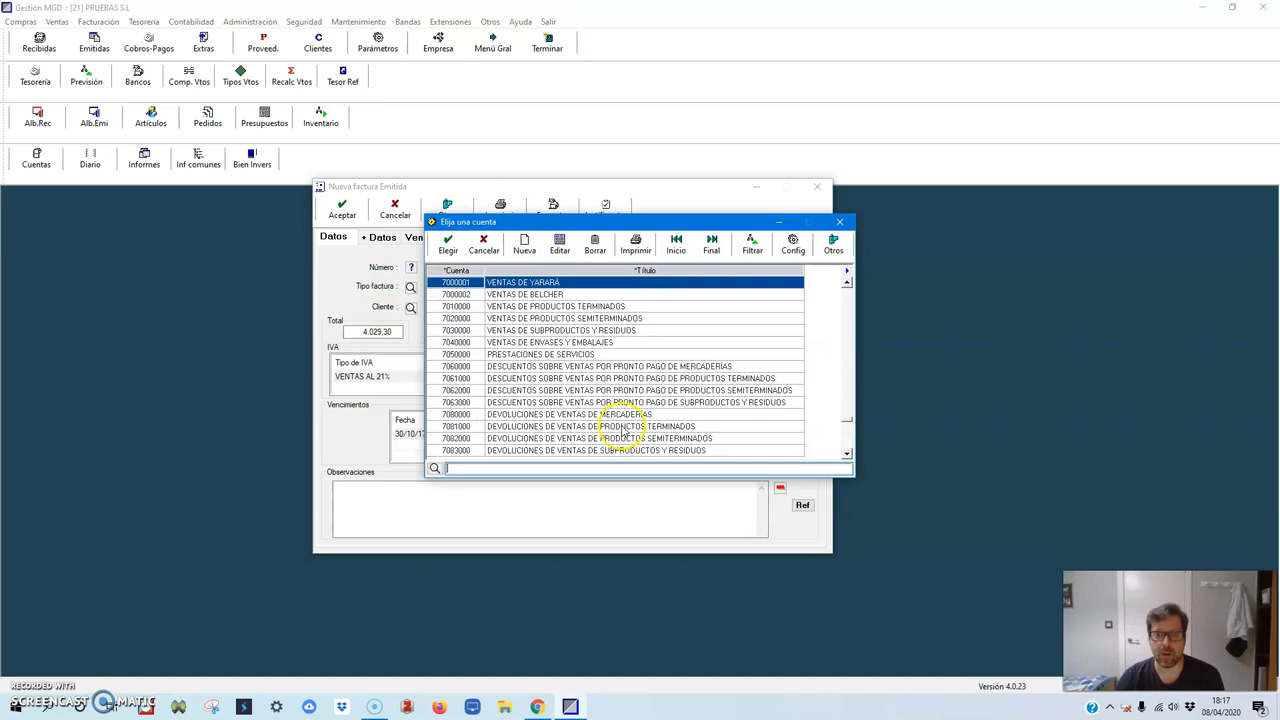 Gestión MGD : [21] PRUEBAS S.L
Compras Ventas Facturación Tesorería Contabilidad Administración Seguridad Mantenimiento Bandas Extensiones Otros Ayuda Salir
Recibidas Emitidas Cobros-Pagos Extras Proveed. Clientes Parámetros Empresa Menú Gral Terminar
Tesorería Previsión Bancos Comp. Vtos Tipos Vtos Recalc Vtos Tesor Ref
Alb.Rec Alb.Emi Artículos Pedidos Presupuestos Inventario
Cuentas Diario Informes Inf comunes Bien Invers
Nueva factura Emitida
Aceptar Cancelar
Datos + Datos Ven
Número :
Tipo factura :
Cliente :
Total
4.029,30
IVA
Tipo de IVA
VENTAS AL 21%
Vencimientos
Fecha
30/10/17
Observaciones
Ref
Elija una cuenta
Elegir Cancelar Nueva Editar Borrar Imprimir Inicio Final Filtrar Config Otros
*Cuenta *Título
7000001 VENTAS DE YARARÁ
7000002 VENTAS DE BELCHER
7010000 VENTAS DE PRODUCTOS TERMINADOS
7020000 VENTAS DE PRODUCTOS SEMITERMINADOS
7030000 VENTAS DE SUBPRODUCTOS Y RESIDUOS
7040000 VENTAS DE ENVASES Y EMBALAJES
7050000 PRESTACIONES DE SERVICIOS
7060000 DESCUENTOS SOBRE VENTAS POR PRONTO PAGO DE MERCADERÍAS
7061000 DESCUENTOS SOBRE VENTAS POR PRONTO PAGO DE PRODUCTOS TERMINADOS
7062000 DESCUENTOS SOBRE VENTAS POR PRONTO PAGO DE PRODUCTOS SEMITERMINADOS
7063000 DESCUENTOS SOBRE VENTAS POR PRONTO PAGO DE SUBPRODUCTOS Y RESIDUOS
7080000 DEVOLUCIONES DE VENTAS DE MERCADERÍAS
7081000 DEVOLUCIONES DE VENTAS DE PRODUCTOS TERMINADOS
7082000 DEVOLUCIONES DE VENTAS DE PRODUCTOS SEMITERMINADOS
7083000 DEVOLUCIONES DE VENTAS DE SUBPRODUCTOS Y RESIDUOS
RECORDED WITH
SCREENCAST MATIC
Versión 4.0.23
18:17
08/04/2020